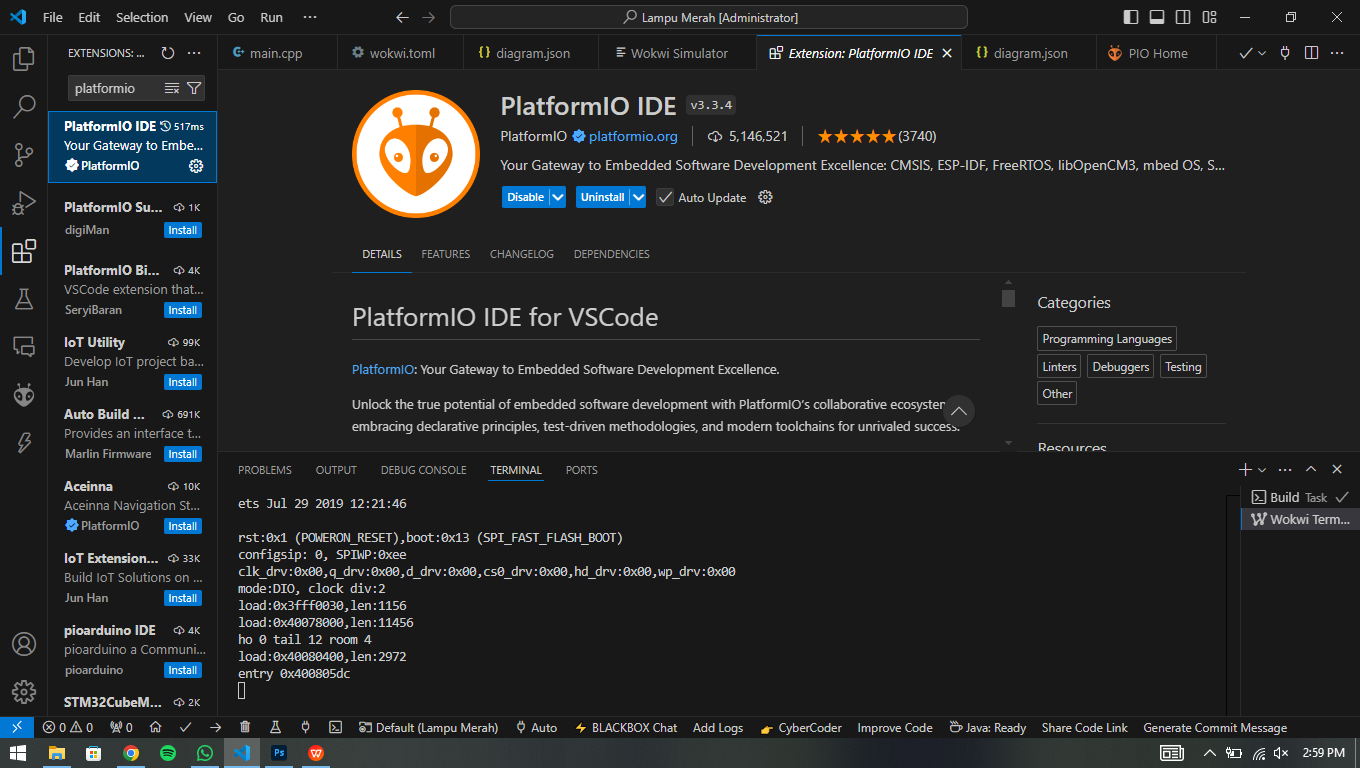 File Edit Selection View Go Run ···
Lampu Merah [Administrator]
EXTENSIONS: ...
platformio
PlatformIO IDE 517ms
Your Gateway to Embe...
PlatformIO
PlatformIO Su... 1K
digiMan Install
PlatformIO Bi... 4K
VSCode extension that...
SeryiBaran Install
IoT Utility 99K
Develop IoT project ba...
Jun Han Install
Auto Build ... 691K
Provides an interface t...
Marlin Firmware Install
Aceinna 10K
Aceinna Navigation St...
PlatformIO Install
IoT Extension... 33K
Build IoT Solutions on ...
Jun Han Install
pioarduino IDE 4K
pioarduino a Communi...
pioarduino Install
STM32CubeM... 2K
main.cpp wokwi.toml {} diagram.json Wokwi Simulator Extension: PlatformIO IDE {} diagram.json PIO Home
PlatformIO IDE v3.3.4
PlatformIO platformio.org 5,146,521 (3740)
Your Gateway to Embedded Software Development Excellence: CMSIS, ESP-IDF, FreeRTOS, libOpenCM3, mbed OS, S...
Disable Uninstall Auto Update
DETAILS FEATURES CHANGELOG DEPENDENCIES
PlatformIO IDE for VSCode
PlatformIO: Your Gateway to Embedded Software Development Excellence.
Unlock the true potential of embedded software development with PlatformIO's collaborative ecosystem
embracing declarative principles, test-driven methodologies, and modern toolchains for unrivaled success.
Categories
Programming Languages
Linters Debuggers Testing
Other
Resources
PROBLEMS OUTPUT DEBUG CONSOLE TERMINAL PORTS
ets Jul 29 2019 12:21:46
rst:0x1 (POWERON_RESET),boot:0x13 (SPI_FAST_FLASH_BOOT)
configsip: 0, SPIWP:0xee
clk_drv:0x00,q_drv:0x00,d_drv:0x00,cs0_drv:0x00,hd_drv:0x00,wp_drv:0x00
mode:DIO, clock div:2
load:0x3fff0030,len:1156
load:0x40078000,len:11456
ho 0 tail 12 room 4
load:0x40080400,len:2972
entry 0x400805dc
Build Task
Wokwi Term...
0 0 0 Default (Lampu Merah) Auto BLACKBOX Chat Add Logs CyberCoder Improve Code Java: Ready Share Code Link Generate Commit Message
Ps
2:59 PM